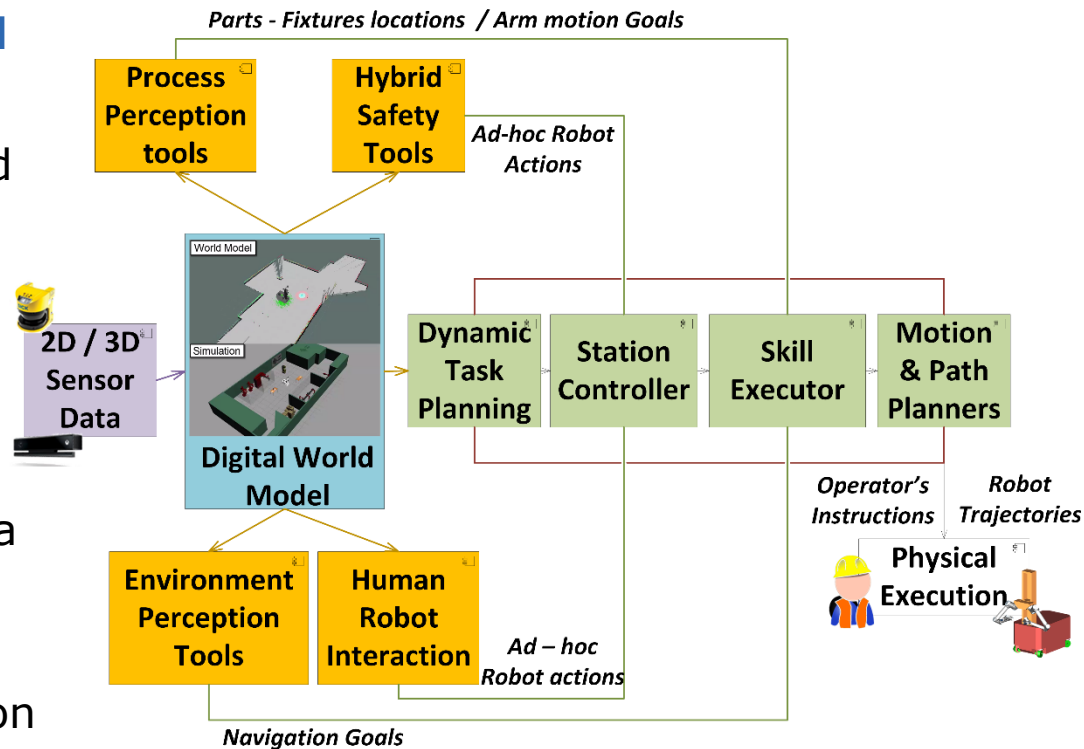 Parts - Fixtures locations / Arm motion Goals
Process
Perception
tools
Hybrid
Safety
Tools
Ad-hoc Robot
Actions
d
World Model
Simulation
Digital World
Model
2D / 3D
Sensor
Data
Dynamic
Task
Planning
Station
Controller
Skill
Executor
Motion
& Path
Planners
Operator's
Instructions
Robot
Trajectories
Physical
Execution
a
Environment
Perception
Tools
Human
Robot
Interaction
Ad – hoc
Robot actions
on
Navigation Goals